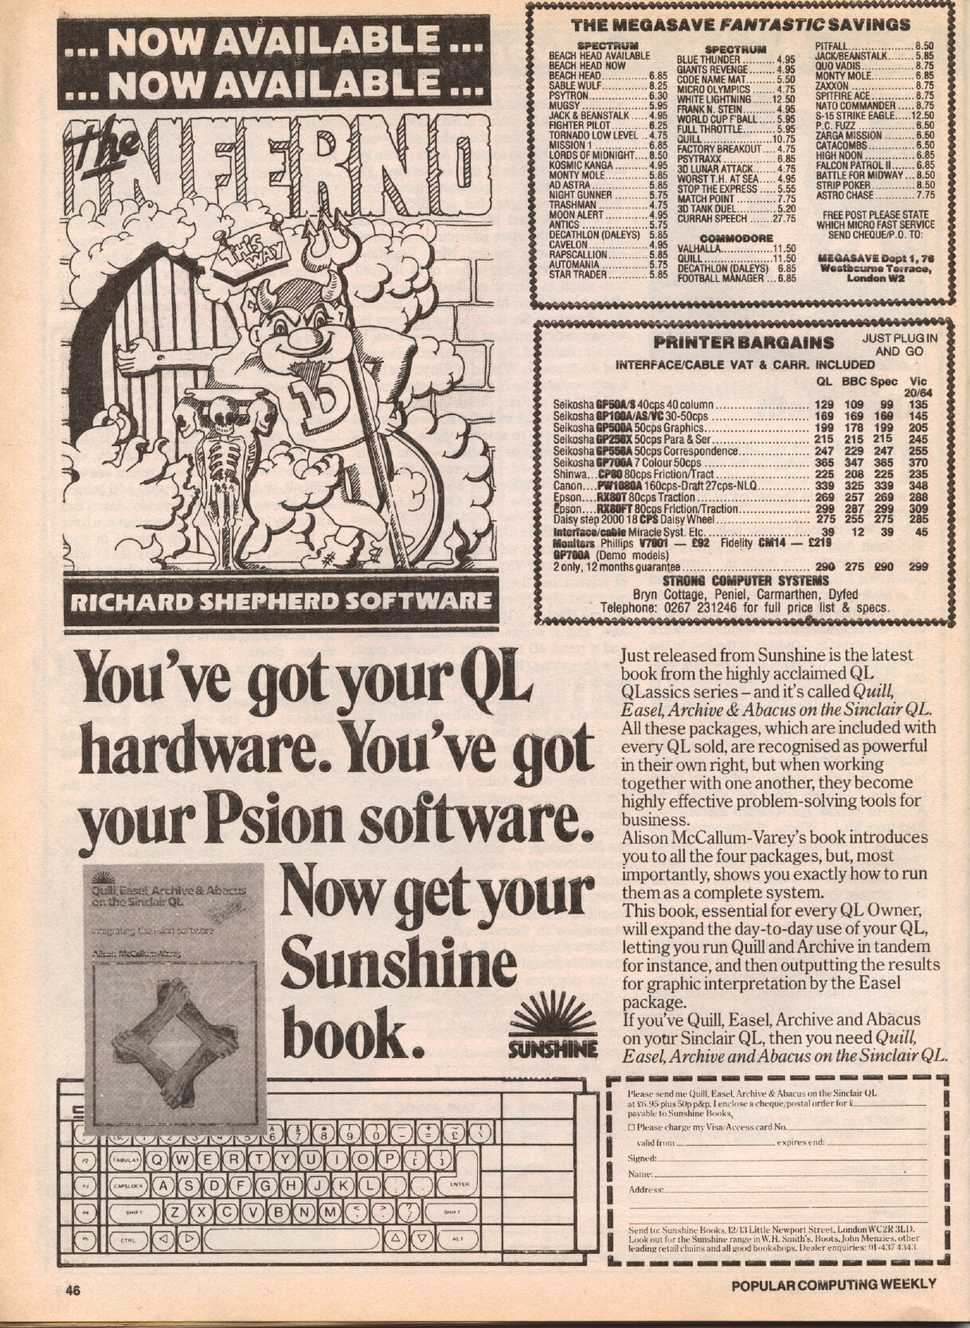 ... NOW AVAILABLE ...
... NOW AVAILABLE ...
the INFERNO
THIS WAY
D
RICHARD SHEPHERD SOFTWARE
THE MEGASAVE FANTASTIC SAVINGS
SPECTRUM
BEACH HEAD AVAILABLE
BEACH HEAD NOW
BEACH HEAD 6.85
SABLE WULF 8.25
PSYTRON 6.30
MUGSY 5.95
JACK & BEANSTALK 4.95
FIGHTER PILOT 6.25
TORNADO LOW LEVEL 4.75
MISSION 1 6.85
LORDS OF MIDNIGHT 8.50
KOSMIC KANGA 4.95
MONTY MOLE 5.85
AD ASTRA 5.85
NIGHT GUNNER 5.75
TRASHMAN 4.75
MOON ALERT 4.95
ANTICS 5.75
DECATHLON (DALEYS) 5.85
CAVELON 4.95
RAPSCALLION 5.85
AUTOMANIA 5.75
STAR TRADER 5.85
SPECTRUM
BLUE THUNDER 4.95
GIANTS REVENGE 4.95
CODE NAME MAT 5.50
MICRO OLYMPICS 4.75
WHITE LIGHTNING 12.50
FRANK N. STEIN 4.95
WORLD CUP F'BALL 5.95
FULL THROTTLE 5.95
QUILL 10.75
FACTORY BREAKOUT 4.75
PSYTRAXX 6.85
3D LUNAR ATTACK 4.75
WORST T.H. AT SEA 4.95
STOP THE EXPRESS 5.55
MATCH POINT 7.75
3D TANK DUEL 5.20
CURRAH SPEECH 27.75
COMMODORE
VALHALLA 11.50
QUILL 11.50
DECATHLON (DALEYS) 6.85
FOOTBALL MANAGER 6.85
PITFALL 8.50
JACK/BEANSTALK 5.85
QUO VADIS 8.75
MONTY MOLE 6.85
ZAXXON 8.75
SPITFIRE ACE 8.75
NATO COMMANDER 8.75
S-15 STRIKE EAGLE 12.50
P.C. FUZZ 6.50
ZARGA MISSION 6.50
CATACOMBS 6.50
HIGH NOON 6.85
FALCON PATROL II 6.85
BATTLE FOR MIDWAY 8.50
STRIP POKER 8.50
ASTRO CHASE 7.75
FREE POST PLEASE STATE
WHICH MICRO FAST SERVICE
SEND CHEQUE/P.O. TO:
MEGASAVE Dept 1, 76
Westbourne Terrace,
London W2
PRINTER BARGAINS JUST PLUG IN
AND GO
INTERFACE/CABLE VAT & CARR. INCLUDED
QL BBC Spec Vic
20/64
Seikosha GP50A/S 40cps 40 column 129 109 99 135
Seikosha GP100A/AS/VC 30-50cps 169 169 169 145
Seikosha GP500A 50cps Graphics 199 178 199 205
Seikosha GP250X 50cps Para & Ser 215 215 215 245
Seikosha GP550A 50cps Correspondence 247 229 247 255
Seikosha GP700A 7 Colour 50cps 365 347 365 370
Shinwa CP80 80cps Friction/Tract 225 208 225 235
Canon PW1080A 160cps-Draft 27cps-NLQ 339 325 339 348
Epson RX80T 80cps Traction 269 257 269 288
Epson RX80FT 80cps Friction/Traction 299 287 299 309
Daisy step 2000 18 CPS Daisy Wheel 275 255 275 285
Interface/cable Miracle Syst. Etc. 39 12 39 45
Monitors Phillips V7001 — £92 Fidelity CM14 — £219
GP700A (Demo models)
2 only, 12 months guarantee 290 275 £90 299
STRONG COMPUTER SYSTEMS
Bryn Cottage, Peniel, Carmarthen, Dyfed
Telephone: 0267 231246 for full price list & specs.
You've got your QL
hardware. You've got
your Psion software.
Now get your
Sunshine
book.
SUNSHINE
Quill, Easel, Archive & Abacus
on the Sinclair QL
integrating the Psion software
Alison McCallum-Varey
Just released from Sunshine is the latest
book from the highly acclaimed QL
QLassics series – and it's called Quill,
Easel, Archive & Abacus on the Sinclair QL.
All these packages, which are included with
every QL sold, are recognised as powerful
in their own right, but when working
together with one another, they become
highly effective problem-solving tools for
business.
Alison McCallum-Varey's book introduces
you to all the four packages, but, most
importantly, shows you exactly how to run
them as a complete system.
This book, essential for every QL Owner,
will expand the day-to-day use of your QL,
letting you run Quill and Archive in tandem
for instance, and then outputting the results
for graphic interpretation by the Easel
package.
If you've Quill, Easel, Archive and Abacus
on your Sinclair QL, then you need Quill,
Easel, Archive and Abacus on the Sinclair QL.
6 7 8 9 0 - + £ \
F2 TABULAT Q W E R T Y U I O P [ ]
F3 CAPSLOCK A S D F G H J K L ENTER
F4 SHIFT Z X C V B N M < > ? SHIFT
F5 CTRL ALT
Please send me Quill, Easel, Archive & Abacus on the Sinclair QL
at £6.95 plus 50p p&p. I enclose a cheque/postal order for £
payable to Sunshine Books,
Please charge my Visa/Access card No.
valid from expires end:
Signed:
Name:
Address:
Send to: Sunshine Books, 12/13 Little Newport Street, London WC2R 3LD.
Look out for the Sunshine range in W.H. Smith's, Boots, John Menzies, other
leading retail chains and all good bookshops. Dealer enquiries: 01-437 4343
46
POPULAR COMPUTING WEEKLY